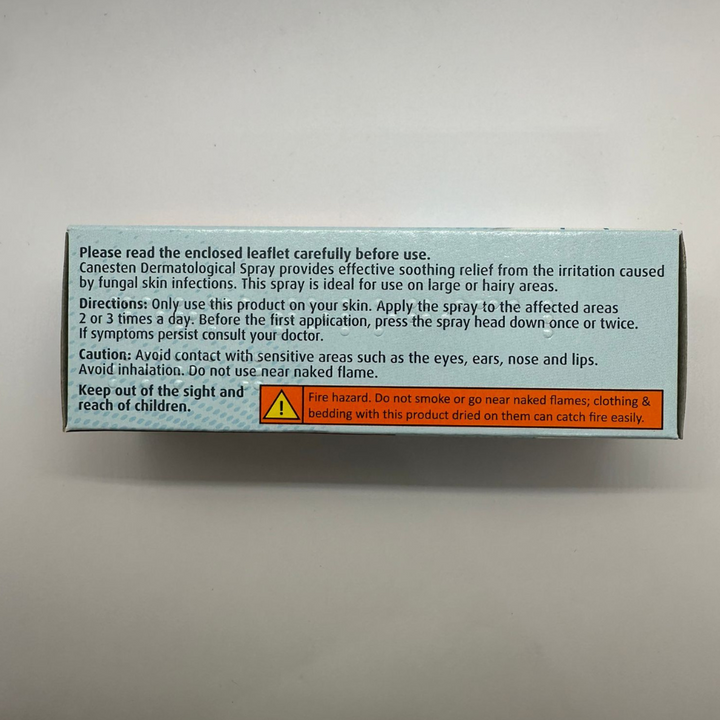 Please read the enclosed leaflet carefully before use.
Canesten Dermatological Spray provides effective soothing relief from the irritation caused
by fungal skin infections. This spray is ideal for use on large or hairy areas.
Directions: Only use this product on your skin. Apply the spray to the affected areas
2 or 3 times a day. Before the first application, press the spray head down once or twice.
If symptoms persist consult your doctor.
Caution: Avoid contact with sensitive areas such as the eyes, ears, nose and lips.
Avoid inhalation. Do not use near naked flame.
Keep out of the sight and
reach of children.
Fire hazard. Do not smoke or go near naked flames; clothing &
bedding with this product dried on them can catch fire easily.